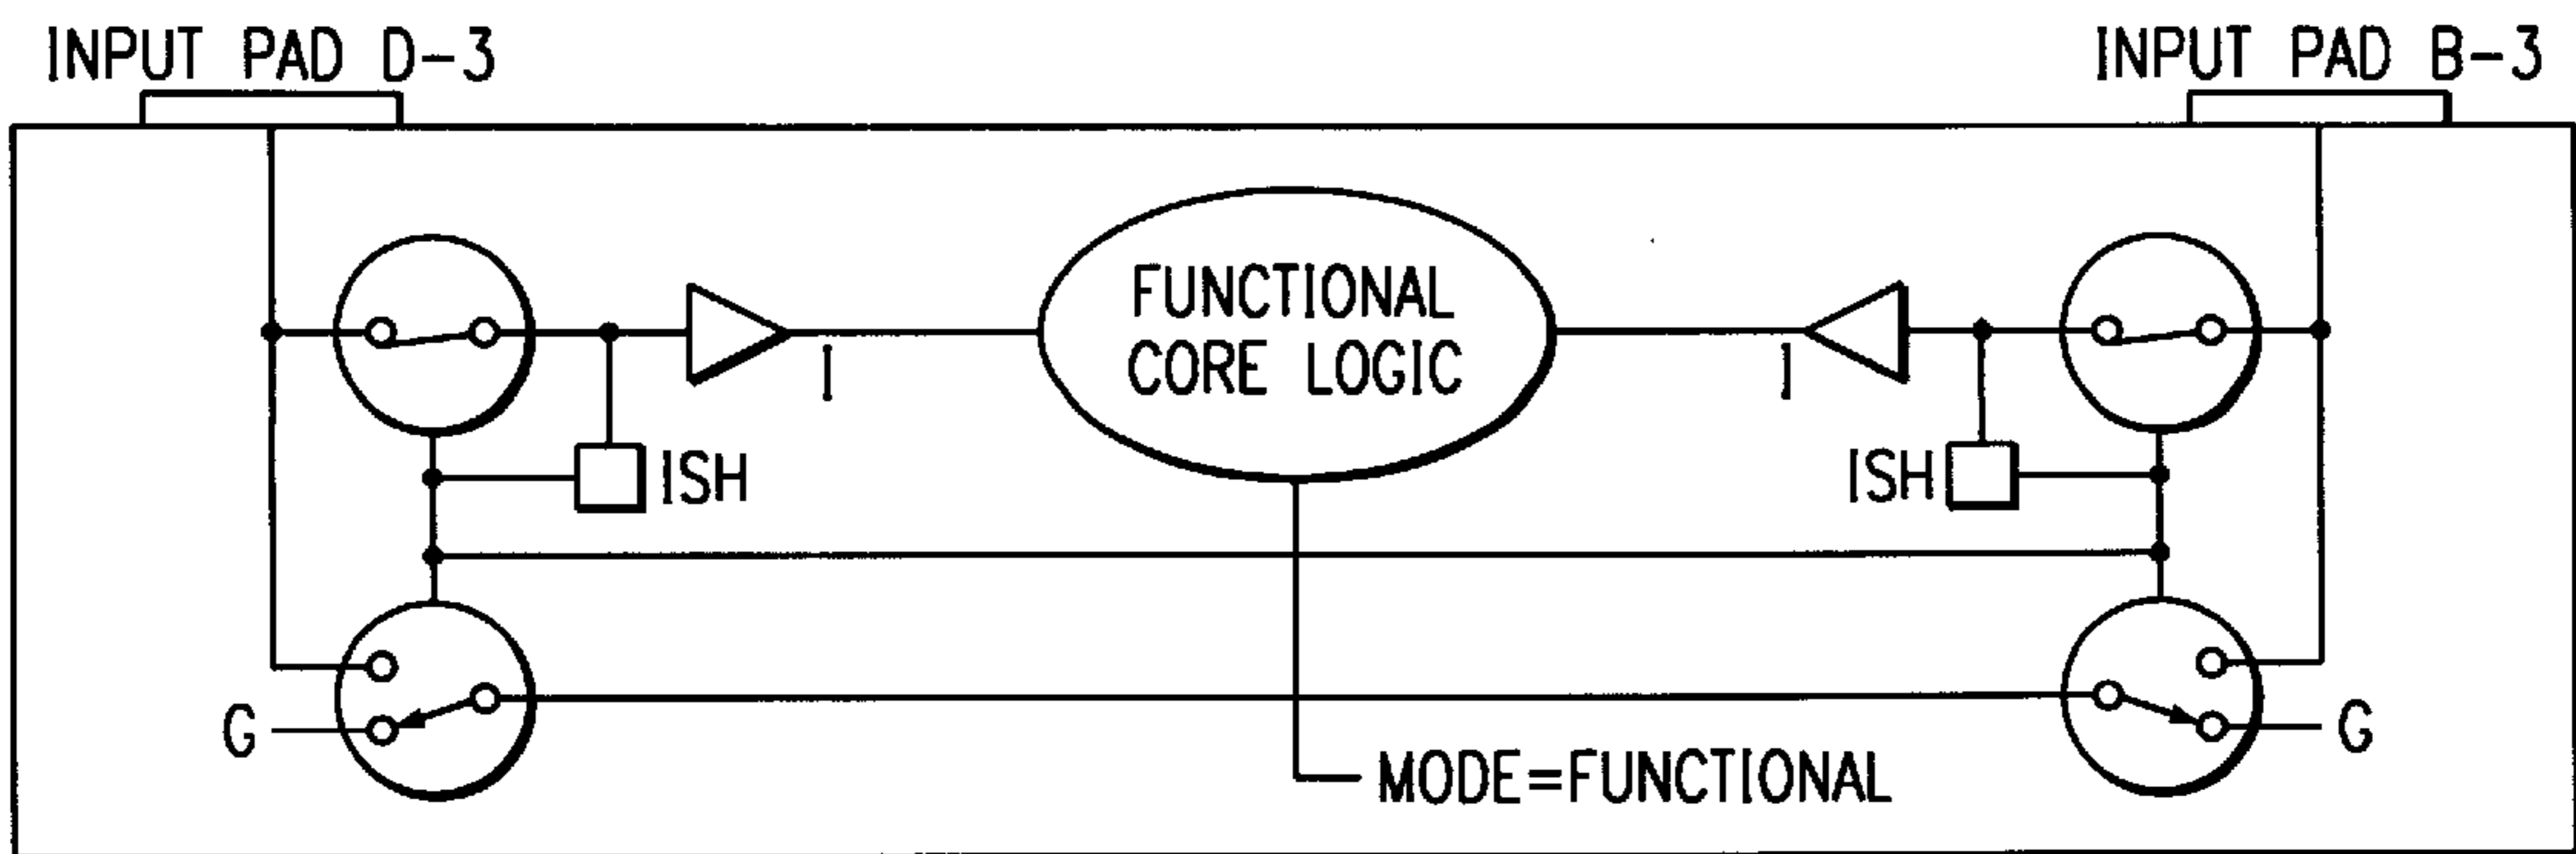 INPUT PAD D-3
INPUT PAD B-3
FUNCTIONAL
CORE LOGIC
I
I
ISH
ISH
G
G
MODE=FUNCTIONAL